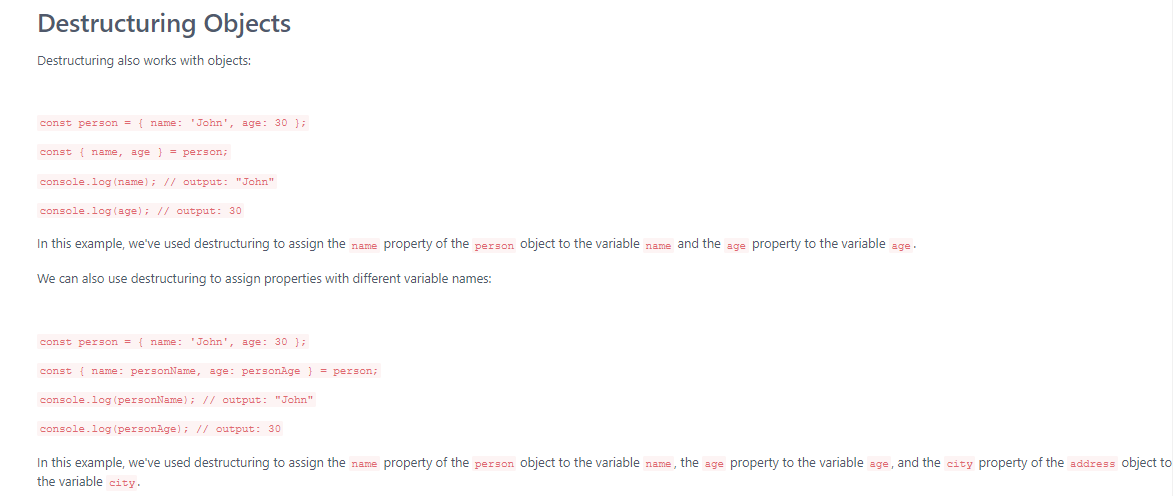 Destructuring Objects
Destructuring also works with objects:
const person = { name: 'John', age: 30 };
const { name, age } = person;
console.log(name); // output: "John"
console.log(age); // output: 30
In this example, we've used destructuring to assign the name property of the person object to the variable name and the age property to the variable age.
We can also use destructuring to assign properties with different variable names:
const person = { name: 'John', age: 30 };
const { name: personName, age: personAge } = person;
console.log(personName); // output: "John"
console.log(personAge); // output: 30
In this example, we've used destructuring to assign the name property of the person object to the variable name, the age property to the variable age, and the city property of the address object to
the variable city.